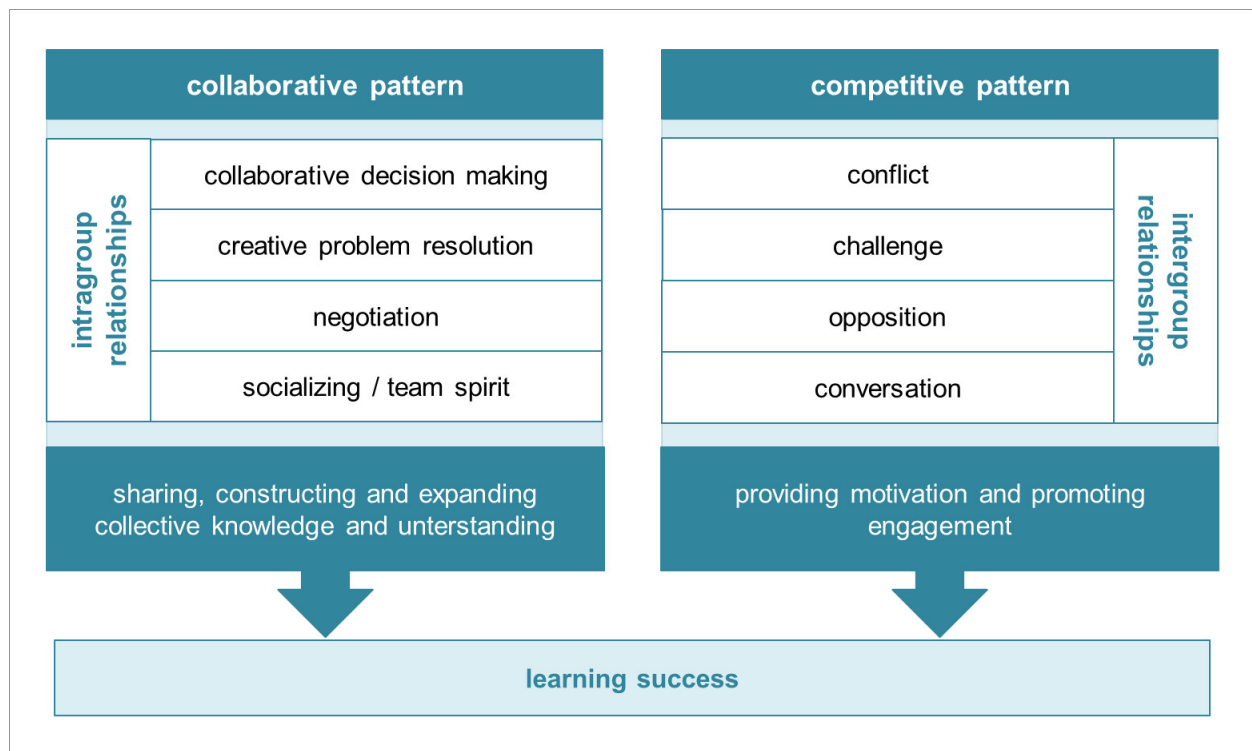 collaborative pattern
intragroup
relationships
collaborative decision making
creative problem resolution
negotiation
socializing / team spirit
sharing, constructing and expanding
collective knowledge and unterstanding
competitive pattern
conflict
challenge
opposition
conversation
intergroup
relationships
providing motivation and promoting
engagement
learning success